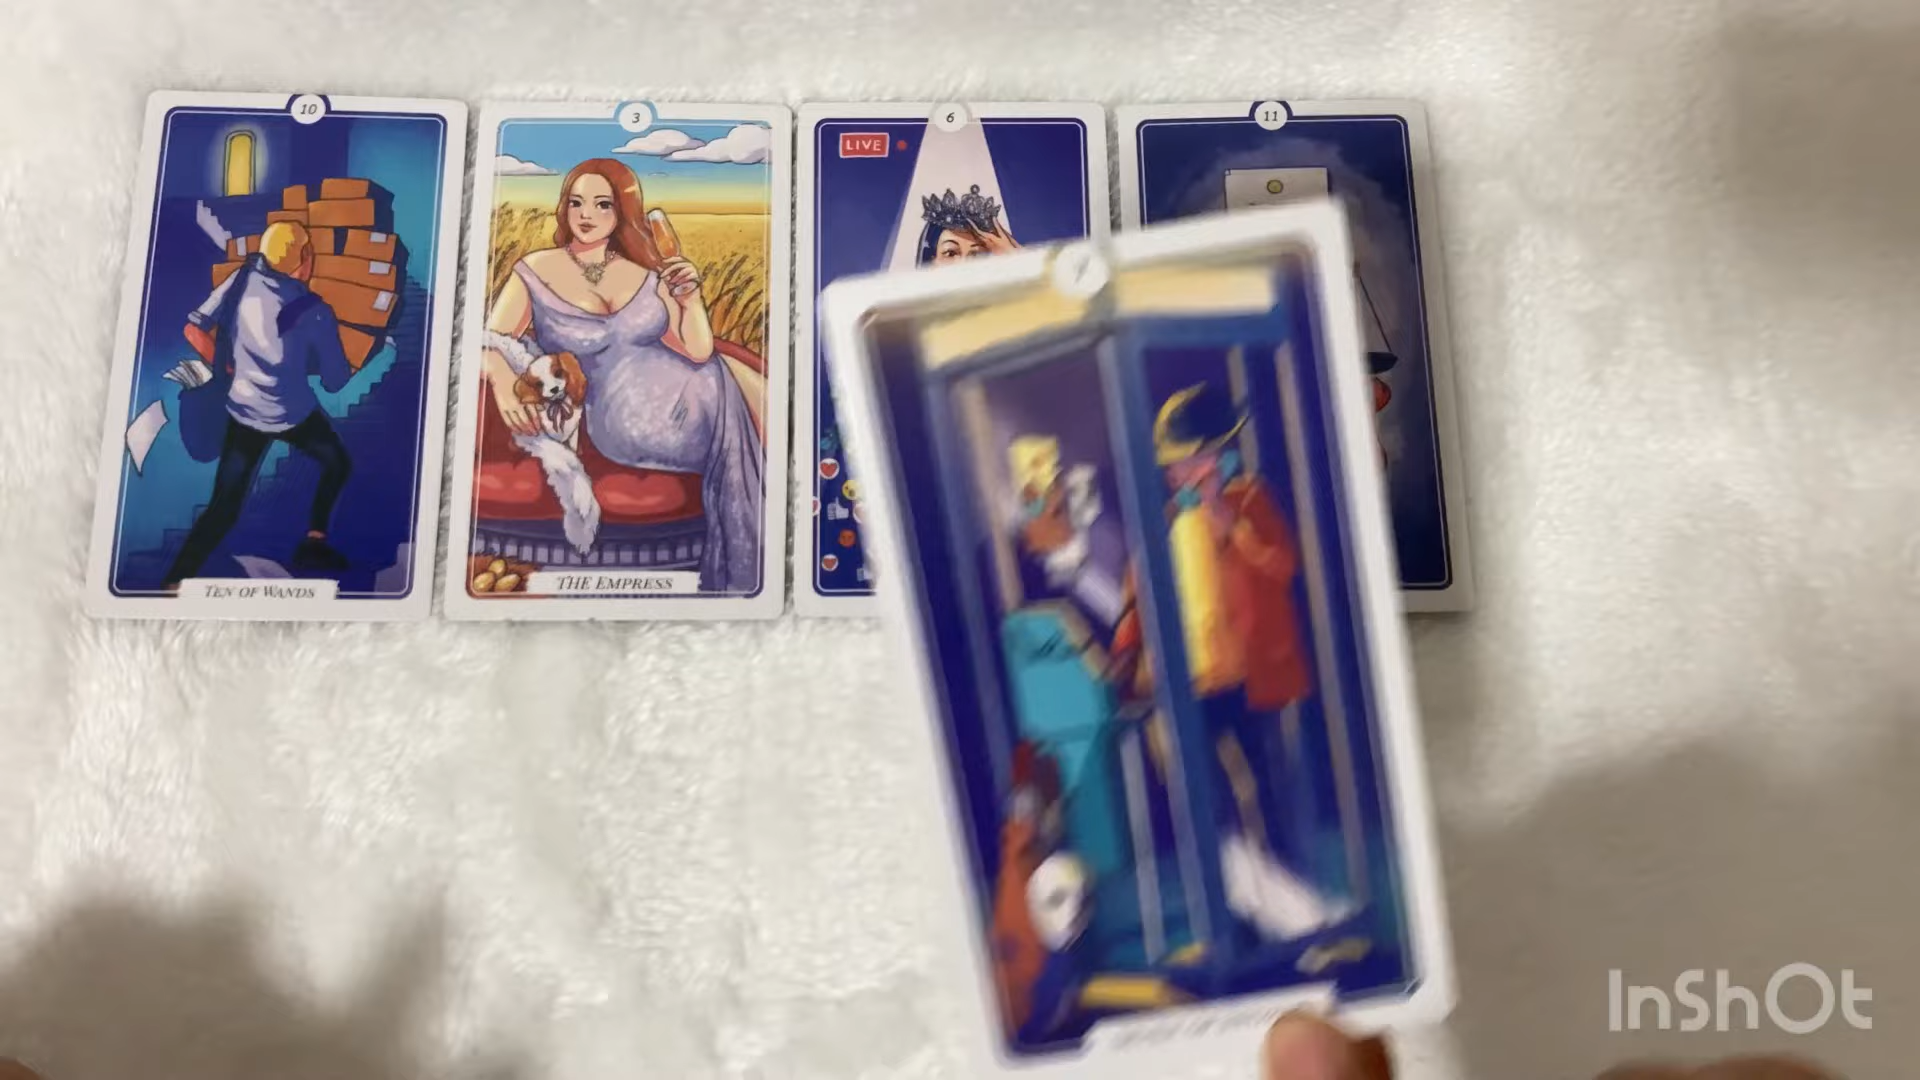 10
3
6
11
LIVE
TEN OF WANDS
THE EMPRESS
InShOt